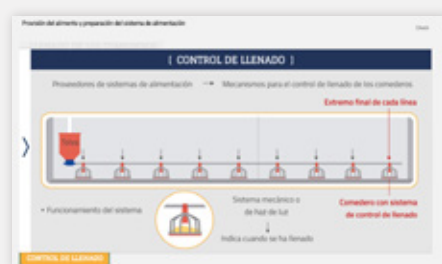 Provisión del alimento y preparación del sistema de alimentación
[ CONTROL DE LLENADO ]
Proveedores de sistemas de alimentación → Mecanismos para el control de llenado de los comederos
Extremo final de cada línea
Tolva
• Funcionamiento del sistema
Sistema mecánico o
de haz de luz
Indica cuando se ha llenado
Comedero con sistema
de control de llenado
CONTROL DE LLENADO